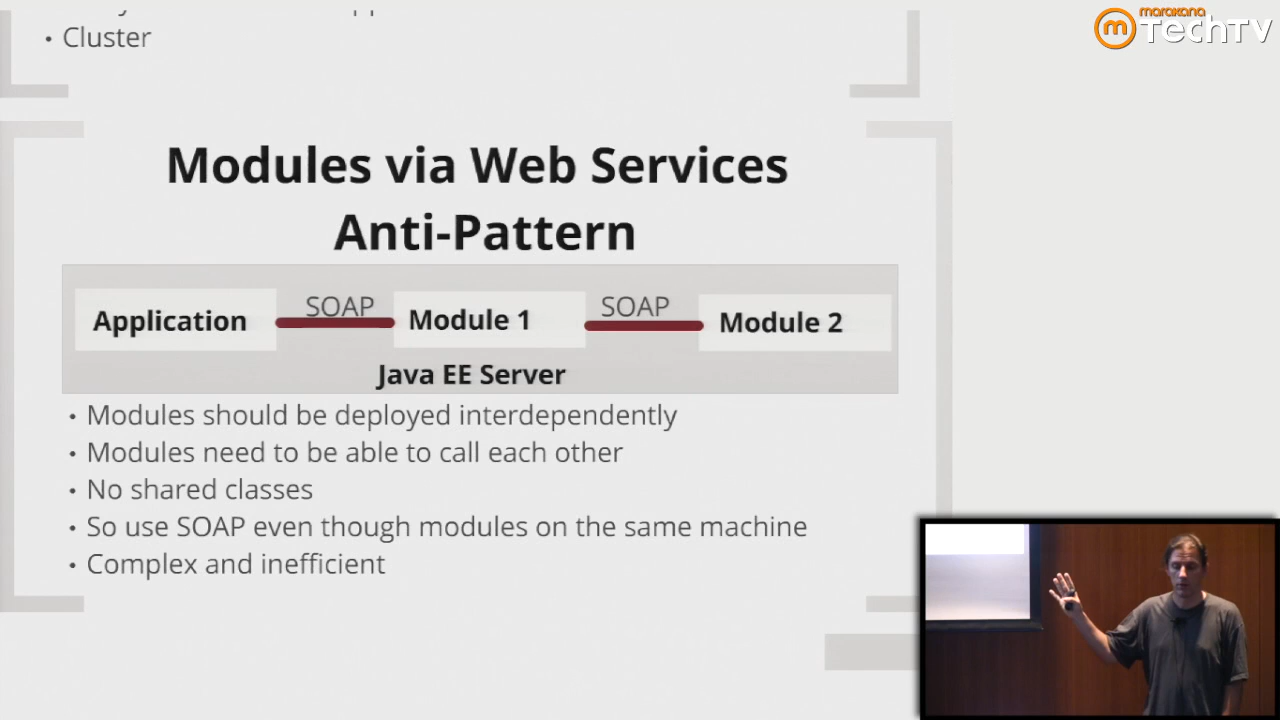 • Cluster
marakana
m TechTV
Modules via Web Services
Anti-Pattern
SOAP SOAP
Application Module 1 Module 2
Java EE Server
• Modules should be deployed interdependently
• Modules need to be able to call each other
• No shared classes
• So use SOAP even though modules on the same machine
• Complex and inefficient